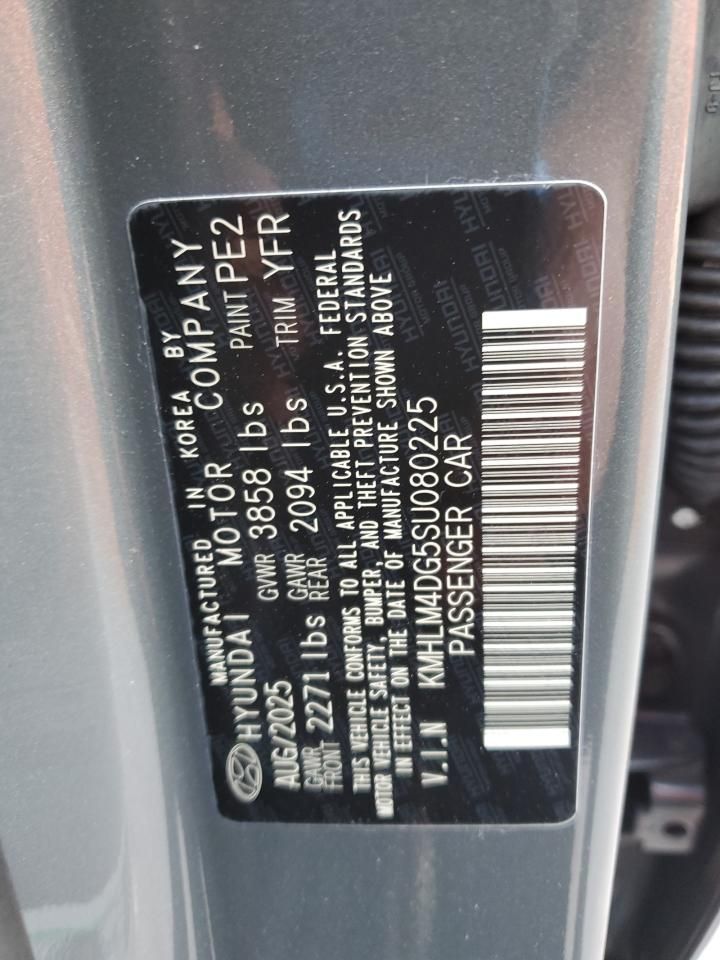 MANUFACTURED IN KOREA BY
HYUNDAI MOTOR COMPANY
AUG/2025 GVWR 3858 lbs PAINT PE2
GAWR FRONT 2271 lbs GAWR REAR 2094 lbs TRIM YFR
THIS VEHICLE CONFORMS TO ALL APPLICABLE U.S.A. FEDERAL
MOTOR VEHICLE SAFETY, BUMPER, AND THEFT PREVENTION STANDARDS
IN EFFECT ON THE DATE OF MANUFACTURE SHOWN ABOVE
V.I.N KMHLM4DG5SU080225
PASSENGER CAR